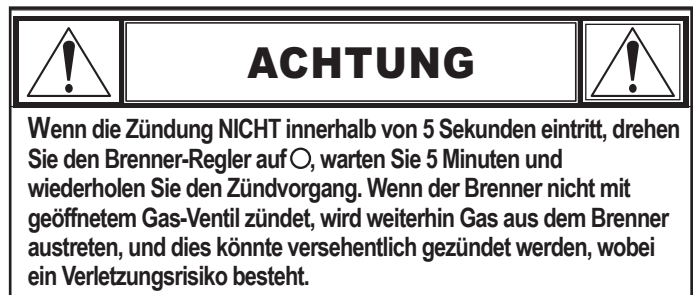 ACHTUNG
Wenn die Zündung NICHT innerhalb von 5 Sekunden eintritt, drehen
Sie den Brenner-Regler auf ○, warten Sie 5 Minuten und
wiederholen Sie den Zündvorgang. Wenn der Brenner nicht mit
geöffnetem Gas-Ventil zündet, wird weiterhin Gas aus dem Brenner
austreten, und dies könnte versehentlich gezündet werden, wobei
ein Verletzungsrisiko besteht.